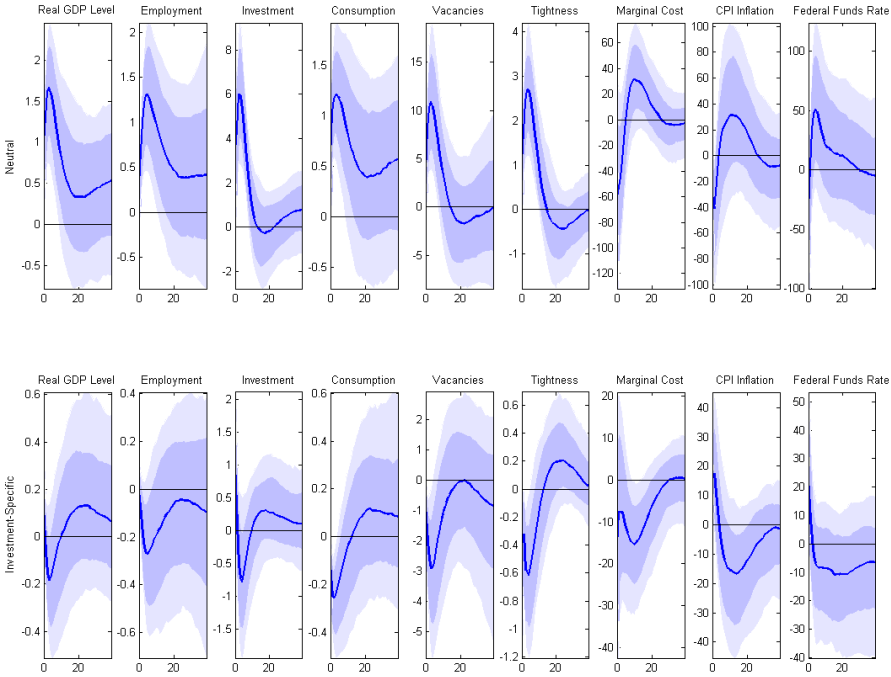 Real GDP Level Employment Investment Consumption Vacancies Tightness Marginal Cost CPI Inflation Federal Funds Rate
Neutral
2 1.5 1 0.5 0 -0.5
2 1.5 1 0.5 0 -0.5
8 6 4 2 0 -2
1.5 1 0.5 0 -0.5
15 10 5 0 -5
4 3 2 1 0 -1
60 40 20 0 -20 -40 -60 -80 -100 -120
100 80 60 40 20 0 -20 -40 -60 -80 -100
100 50 0 -50 -100
0 20 0 20 0 20 0 20 0 20 0 20 0 20 0 20 0 20
Real GDP Level Employment Investment Consumption Vacancies Tightness Marginal Cost CPI Inflation Federal Funds Rate
Investment-Specific
0.6 0.4 0.2 0 -0.2 -0.4
0.4 0.2 0 -0.2 -0.4 -0.6
2 1.5 1 0.5 0 -0.5 -1 -1.5
0.6 0.4 0.2 0 -0.2 -0.4
2 1 0 -1 -2 -3 -4 -5
0.6 0.4 0.2 0 -0.2 -0.4 -0.6 -0.8 -1 -1.2
20 10 0 -10 -20 -30 -40
40 30 20 10 0 -10 -20 -30 -40
50 40 30 20 10 0 -10 -20 -30 -40
0 20 0 20 0 20 0 20 0 20 0 20 0 20 0 20 0 20